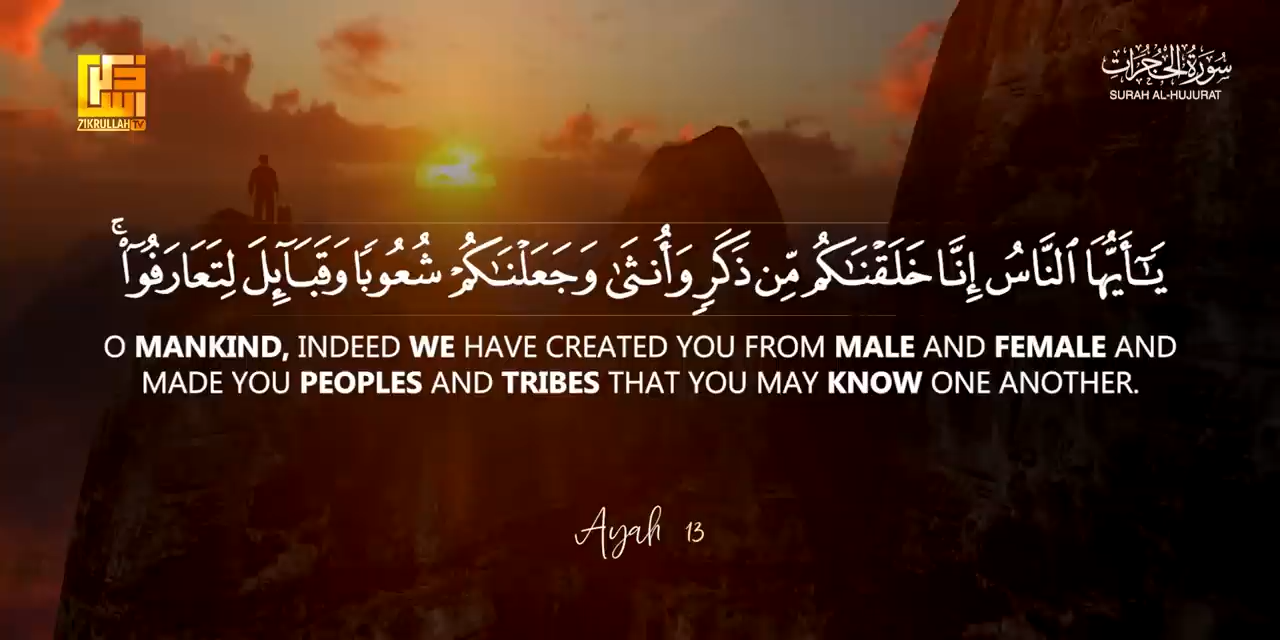 ذكر الله
ZIKRULLAH TV
سُورَةُ الحُجُرَات
SURAH AL-HUJURAT
يَـٰٓأَيُّهَا ٱلنَّاسُ إِنَّا خَلَقْنَـٰكُم مِّن ذَكَرٍ وَأُنثَىٰ وَجَعَلْنَـٰكُمْ شُعُوبًا وَقَبَآئِلَ لِتَعَارَفُوٓا۟ ۚ
O MANKIND, INDEED WE HAVE CREATED YOU FROM MALE AND FEMALE AND
MADE YOU PEOPLES AND TRIBES THAT YOU MAY KNOW ONE ANOTHER.
Ayah 13